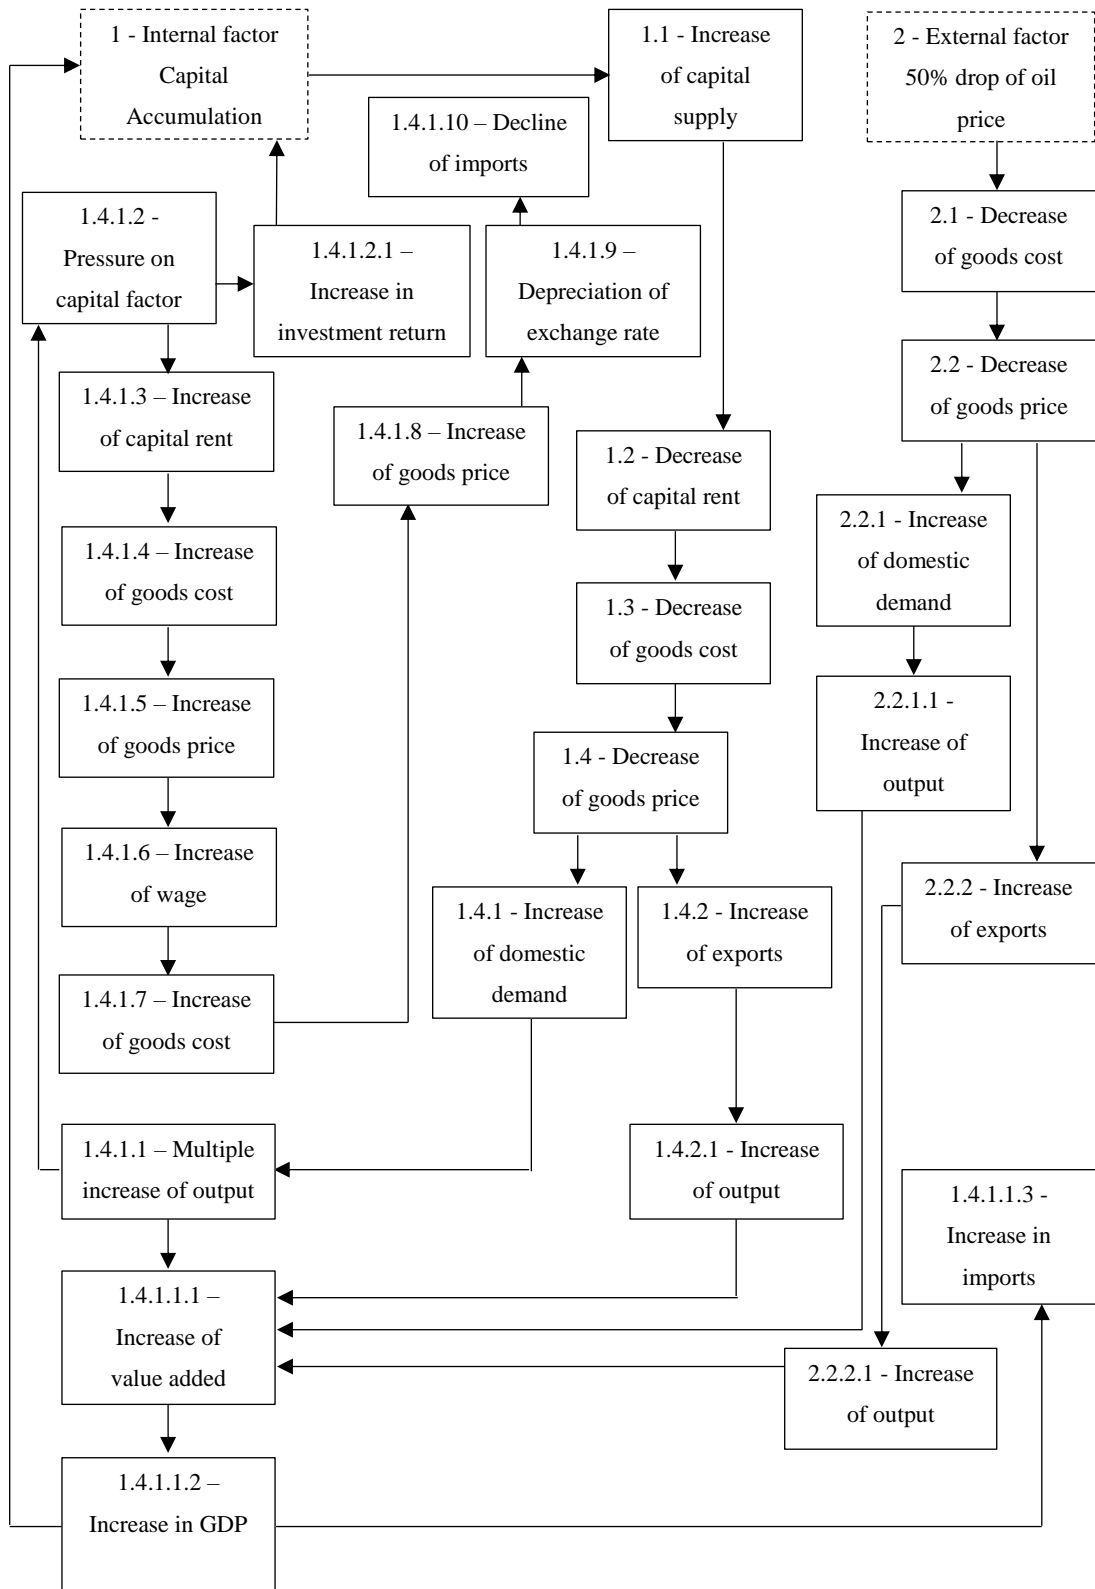 1 - Internal factor
Capital
Accumulation
1.1 - Increase
of capital
supply
2 - External factor
50% drop of oil
price
1.4.1.10 – Decline
of imports
1.4.1.2 -
Pressure on
capital factor
1.4.1.2.1 –
Increase in
investment return
1.4.1.9 –
Depreciation of
exchange rate
2.1 - Decrease
of goods cost
2.2 - Decrease
of goods price
1.4.1.3 – Increase
of capital rent
1.4.1.8 – Increase
of goods price
1.2 - Decrease
of capital rent
2.2.1 - Increase
of domestic
demand
1.4.1.4 – Increase
of goods cost
1.3 - Decrease
of goods cost
1.4.1.5 – Increase
of goods price
2.2.1.1 -
Increase of
output
1.4 - Decrease
of goods price
1.4.1.6 – Increase
of wage
1.4.1 - Increase
of domestic
demand
1.4.2 - Increase
of exports
2.2.2 - Increase
of exports
1.4.1.7 – Increase
of goods cost
1.4.1.1 – Multiple
increase of output
1.4.2.1 - Increase
of output
1.4.1.1.3 -
Increase in
imports
1.4.1.1.1 –
Increase of
value added
2.2.2.1 - Increase
of output
1.4.1.1.2 –
Increase in GDP